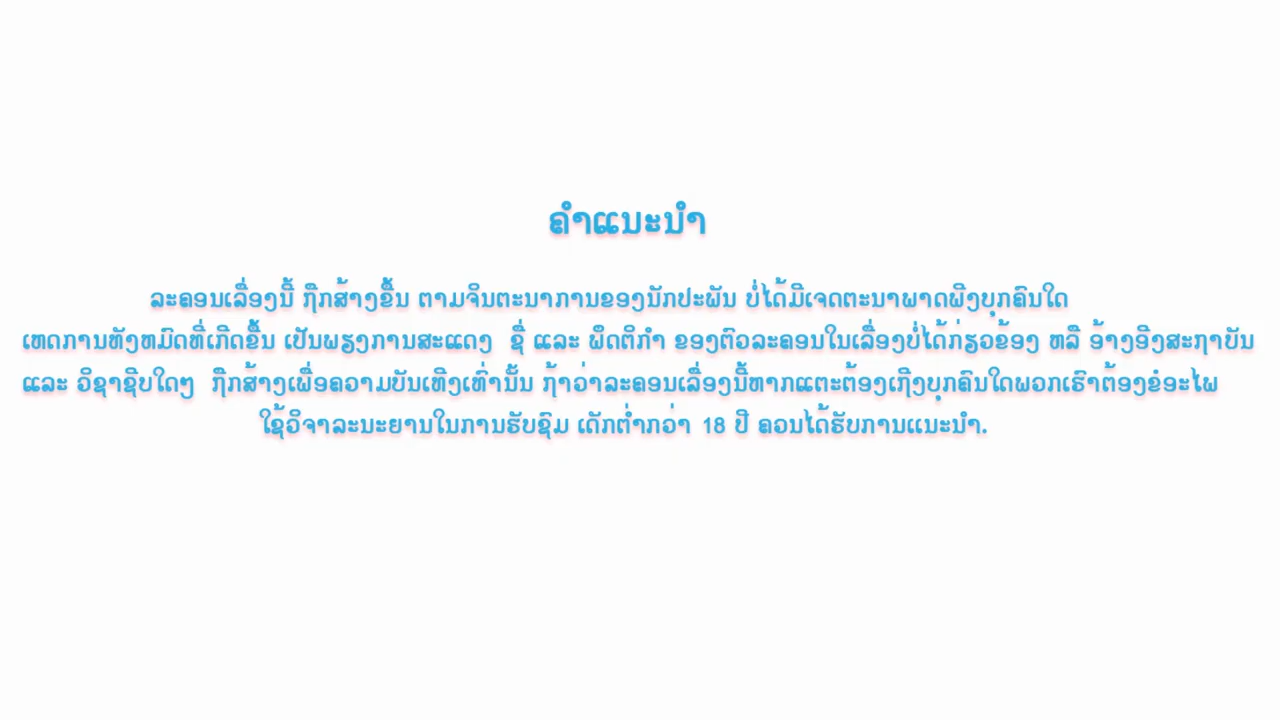 ຄຳແນະນຳ
ລະຄອນເລື່ອງນີ້ ຖືກສ້າງຂື້ນ ຕາມຈິນຕະນາການຂອງນັກປະພັນ ບໍ່ໄດ້ມີເຈດຕະນາພາດພີງບຸກຄົນໃດ
ເຫດການທັງຫມົດທີ່ເກີດຂື້ນ ເປັນພຽງການສະແດງ ຊື່ ແລະ ພຶດຕິກຳ ຂອງຕົວລະຄອນໃນເລື່ອງບໍ່ໄດ້ກ່ຽວຂ້ອງ ຫລື ອ້າງອີງສະຖາບັນ
ແລະ ວິຊາຊີບໃດໆ ຖືກສ້າງເພື່ອຄວາມບັນເທີງເທົ່ານັ້ນ ຖ້າວ່າລະຄອນເລື່ອງນີ້ຫາກແຕະຕ້ອງເຖີງບຸກຄົນໃດພວກເຮົາຕ້ອງຂໍອະໄພ
ໃຊ້ວິຈາລະນະຍານໃນການຮັບຊົມ ເດັກຕ່ຳກວ່າ 18 ປີ ຄວນໄດ້ຮັບການແນະນຳ.